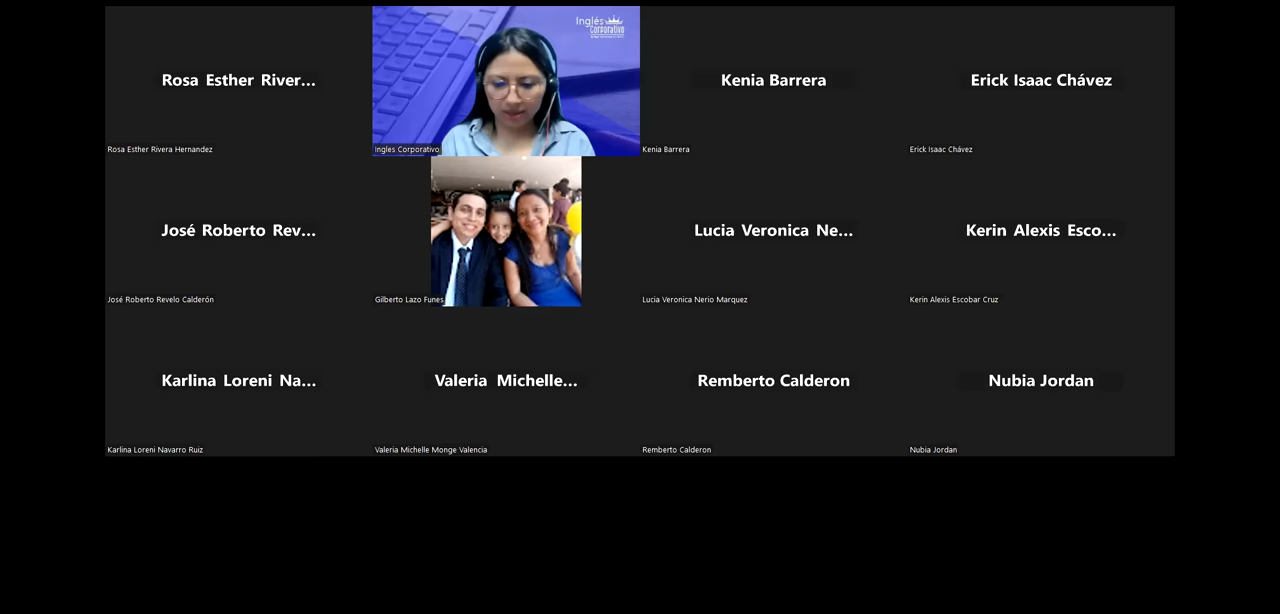 Rosa Esther River...
Rosa Esther Rivera Hernandez
Inglés
Corporativo
Ingles Corporativo
Kenia Barrera
Kenia Barrera
Erick Isaac Chávez
Erick Isaac Chávez
José Roberto Rev...
José Roberto Revelo Calderón
Gilberto Lazo Funes
Lucia Veronica Ne...
Lucia Veronica Nerio Marquez
Kerin Alexis Esco...
Kerin Alexis Escobar Cruz
Karlina Loreni Na...
Karlina Loreni Navarro Ruiz
Valeria Michelle...
Valeria Michelle Monge Valencia
Remberto Calderon
Remberto Calderon
Nubia Jordan
Nubia Jordan